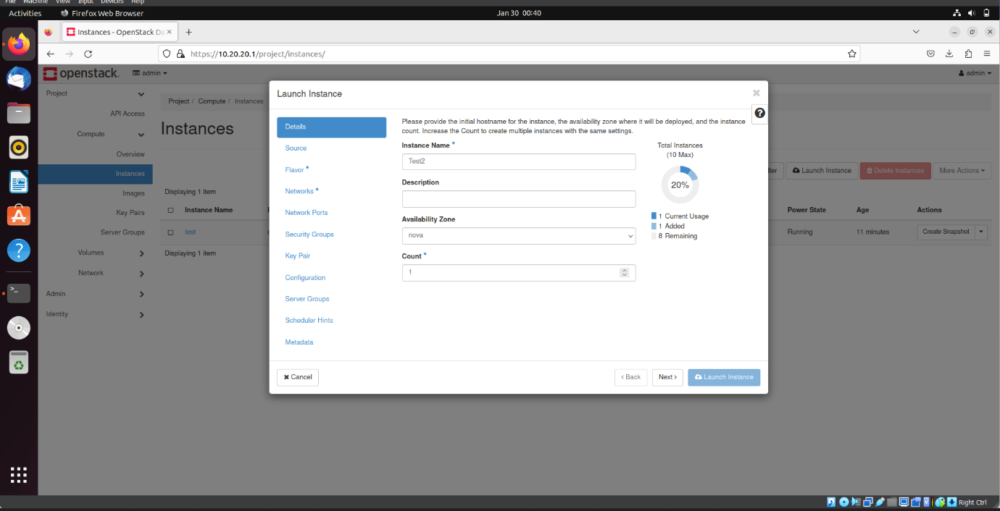 File Machine View Input Devices Help
Activities Firefox Web Browser Jan 30 00:40
Instances - OpenStack Da
https://10.20.20.1/project/instances/
openstack. admin admin
Project
API Access
Compute
Overview
Instances
Images
Key Pairs
Server Groups
Volumes
Network
Admin
Identity
Project / Compute / Instances
Instances
Launch Instance Delete Instances More Actions
Displaying 1 item
Instance Name Power State Age Actions
test Running 11 minutes Create Snapshot
Displaying 1 item
Launch Instance
Details
Source
Flavor *
Networks *
Network Ports
Security Groups
Key Pair
Configuration
Server Groups
Scheduler Hints
Metadata
Please provide the initial hostname for the instance, the availability zone where it will be deployed, and the instance
count. Increase the Count to create multiple instances with the same settings.
Instance Name *
Test2
Description
Availability Zone
nova
Count *
1
Total Instances
(10 Max)
20%
1 Current Usage
1 Added
8 Remaining
Cancel < Back Next > Launch Instance
Right Ctrl